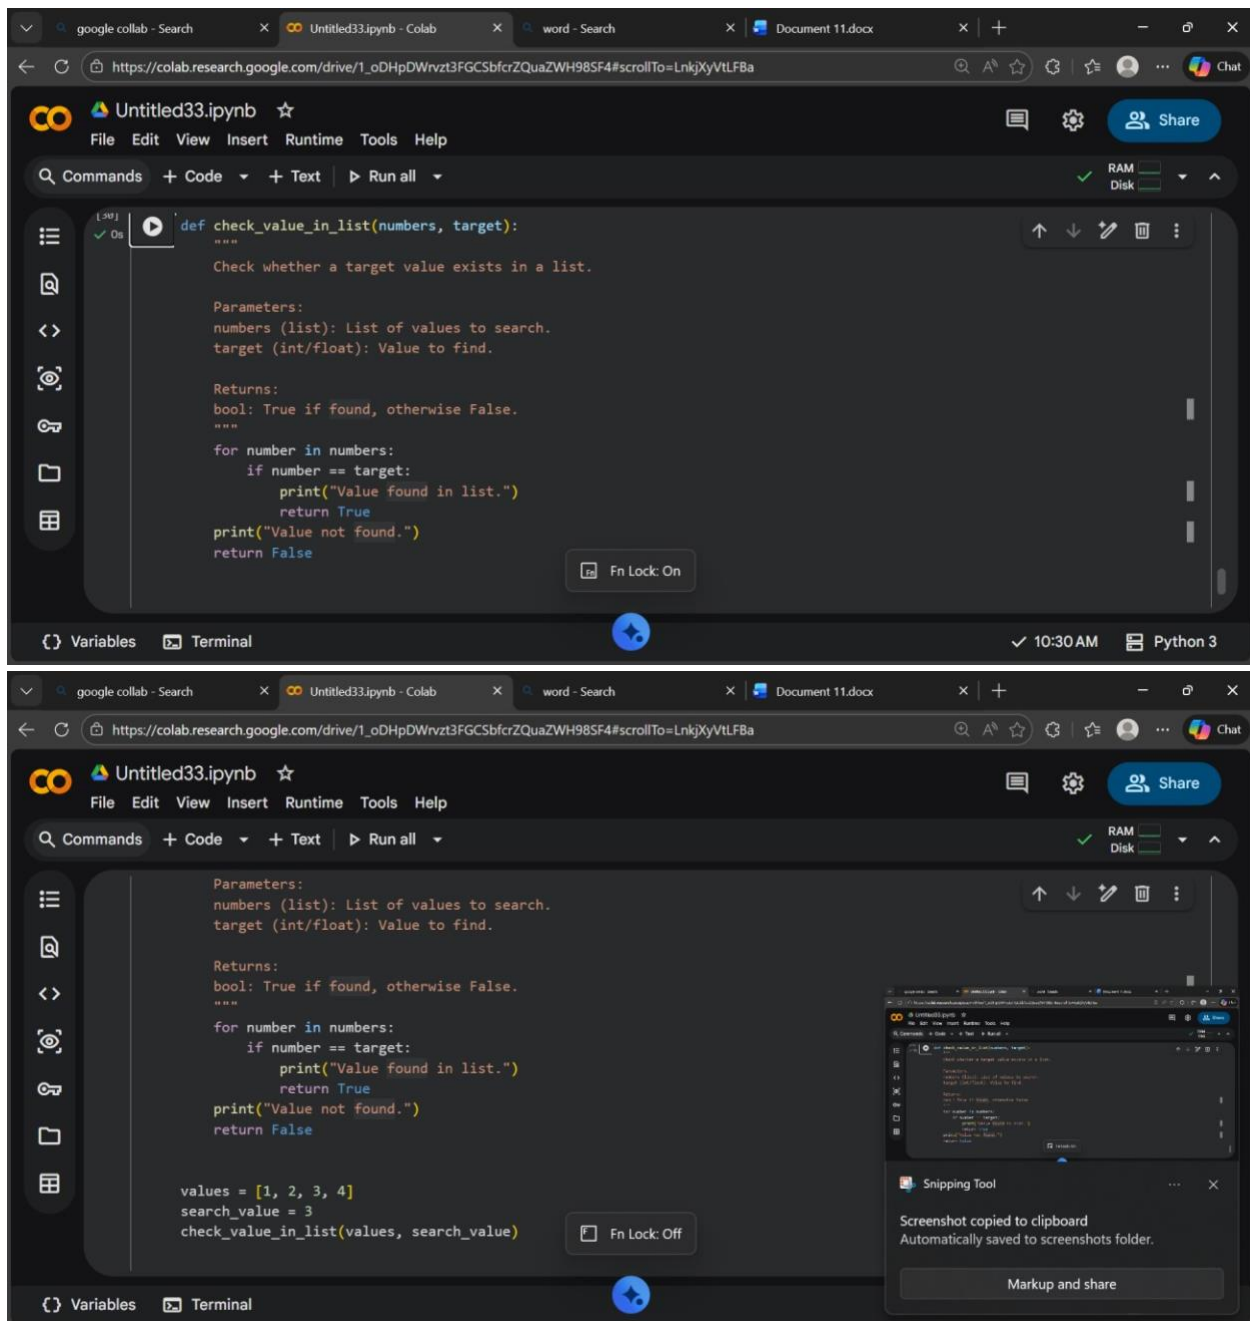 google collab - Search
Untitled33.ipynb - Colab
word - Search
Document 11.docx
https://colab.research.google.com/drive/1_oDHpDWrvzt3FGCSbfcrZQuaZWH98SF4#scrollTo=LnkjXyVtLFBa
Chat
Untitled33.ipynb
File Edit View Insert Runtime Tools Help
Share
Commands + Code + Text Run all
RAM
Disk
[30]
0s
def check_value_in_list(numbers, target):
"""
Check whether a target value exists in a list.
Parameters:
numbers (list): List of values to search.
target (int/float): Value to find.
Returns:
bool: True if found, otherwise False.
"""
for number in numbers:
if number == target:
print("Value found in list.")
return True
print("Value not found.")
return False
Fn Lock: On
{} Variables Terminal
10:30 AM Python 3
google collab - Search
Untitled33.ipynb - Colab
word - Search
Document 11.docx
https://colab.research.google.com/drive/1_oDHpDWrvzt3FGCSbfcrZQuaZWH98SF4#scrollTo=LnkjXyVtLFBa
Chat
Untitled33.ipynb
File Edit View Insert Runtime Tools Help
Share
Commands + Code + Text Run all
RAM
Disk
Parameters:
numbers (list): List of values to search.
target (int/float): Value to find.
Returns:
bool: True if found, otherwise False.
"""
for number in numbers:
if number == target:
print("Value found in list.")
return True
print("Value not found.")
return False
values = [1, 2, 3, 4]
search_value = 3
check_value_in_list(values, search_value)
Fn Lock: Off
Snipping Tool
Screenshot copied to clipboard
Automatically saved to screenshots folder.
Markup and share
{} Variables Terminal